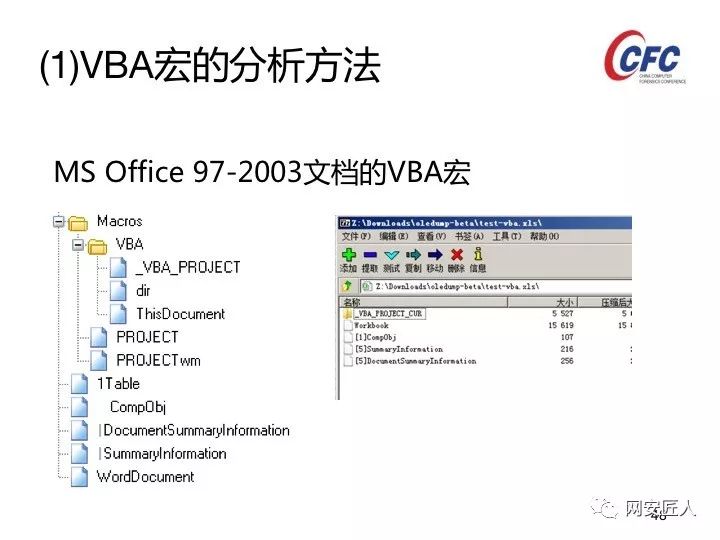 (1)VBA宏的分析方法
CFC
CHINA COMPUTER
FORENSICS CONFERENCE
MS Office 97-2003文档的VBA宏
Macros
VBA
_VBA_PROJECT
dir
ThisDocument
PROJECT
PROJECTwm
1Table
CompObj
|DocumentSummaryInformation
|SummaryInformation
WordDocument
Z:\Downloads\oledump-beta\test-vba.xls\
文件(F) 编辑(E) 查看(V) 书签(A) 工具(T) 帮助(H)
添加 提取 测试 复制 移动 删除 信息
Z:\Downloads\oledump-beta\test-vba.xls\
名称 大小 压缩后大
_VBA_PROJECT_CUR 5 527
Workbook 15 619 15
[1]CompObj 107
[5]SummaryInformation 216
[5]DocumentSummaryInformation 256
网安匠人
48